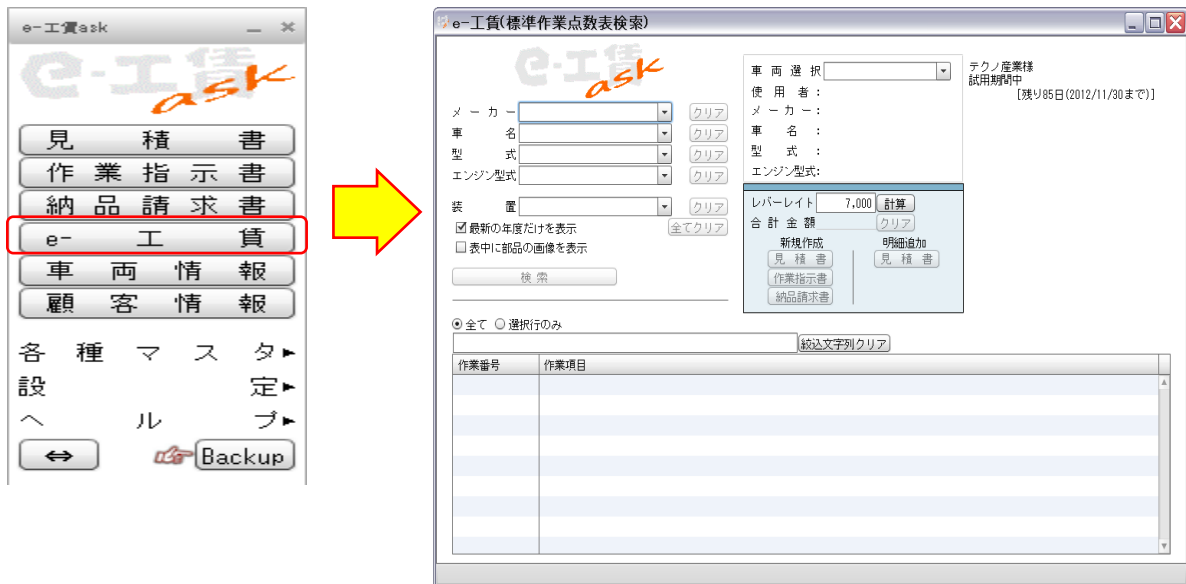 e-工賃ask
e-工賃
ask
見積書
作業指示書
納品請求書
e-工賃
車両情報
顧客情報
各種マスタ▶
設定▶
ヘルプ▶
⇔
Backup
e-工賃(標準作業点数表検索)
e-工賃
ask
メーカー
クリア
車名
クリア
型式
クリア
エンジン型式
クリア
装置
クリア
最新の年度だけを表示
全てクリア
表中に部品の画像を表示
検索
車両選択
使用者:
メーカー:
車名:
型式:
エンジン型式:
テクノ産業様
試用期間中
[残り85日(2012/11/30まで)]
レバーレイト 7,000 計算
合計金額 クリア
新規作成 明細追加
見積書 見積書
作業指示書
納品請求書
全て 選択行のみ
絞込文字列クリア
作業番号 作業項目